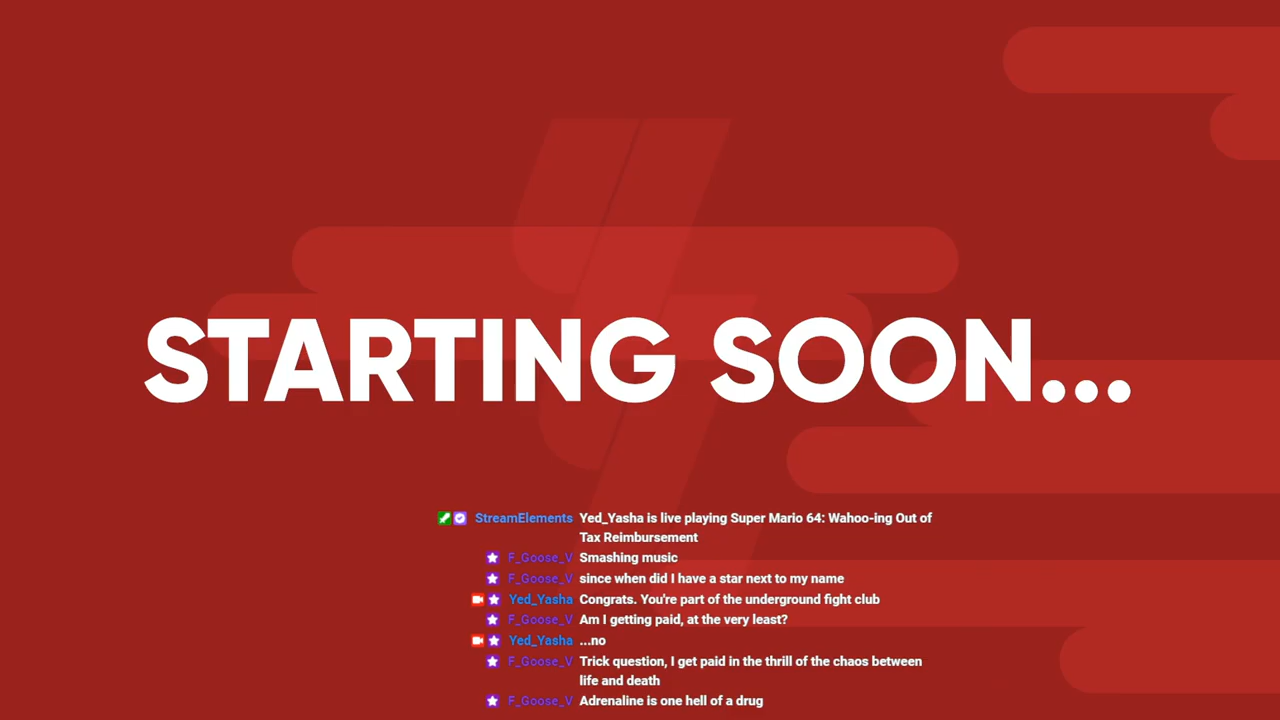 STARTING SOON...
StreamElements Yed_Yasha is live playing Super Mario 64: Wahoo-ing Out of
Tax Reimbursement
F_Goose_V Smashing music
F_Goose_V since when did I have a star next to my name
Yed_Yasha Congrats. You're part of the underground fight club
F_Goose_V Am I getting paid, at the very least?
Yed_Yasha ...no
F_Goose_V Trick question, I get paid in the thrill of the chaos between
life and death
F_Goose_V Adrenaline is one hell of a drug